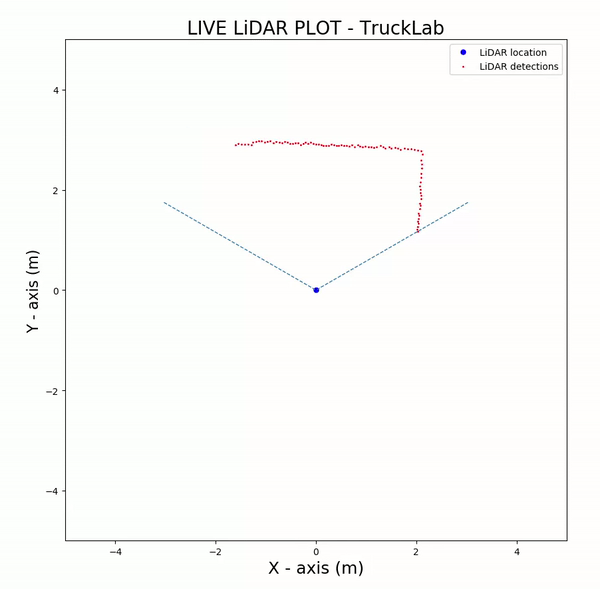 LIVE LiDAR PLOT - TruckLab
LiDAR location
LiDAR detections
Y - axis (m)
4
2
0
−2
−4
−4
−2
0
2
4
X - axis (m)